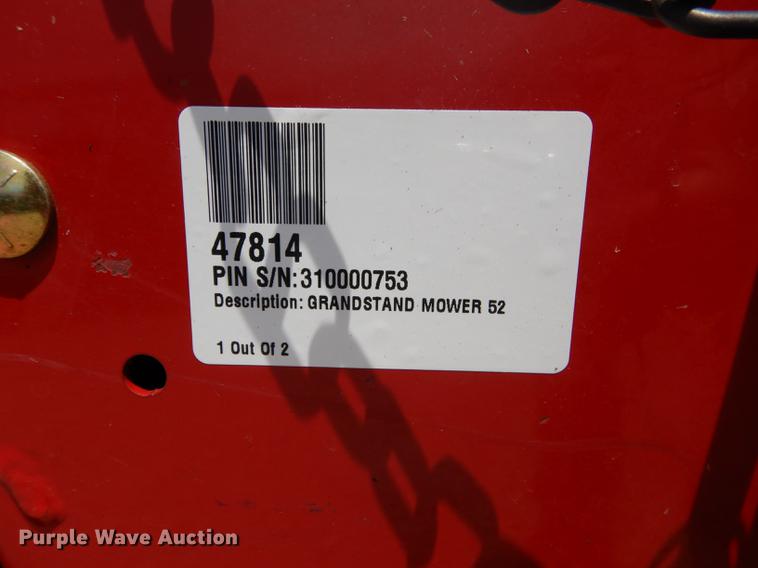 47814
PIN S/N:310000753
Description: GRANDSTAND MOWER 52
1 Out Of 2
Purple Wave Auction